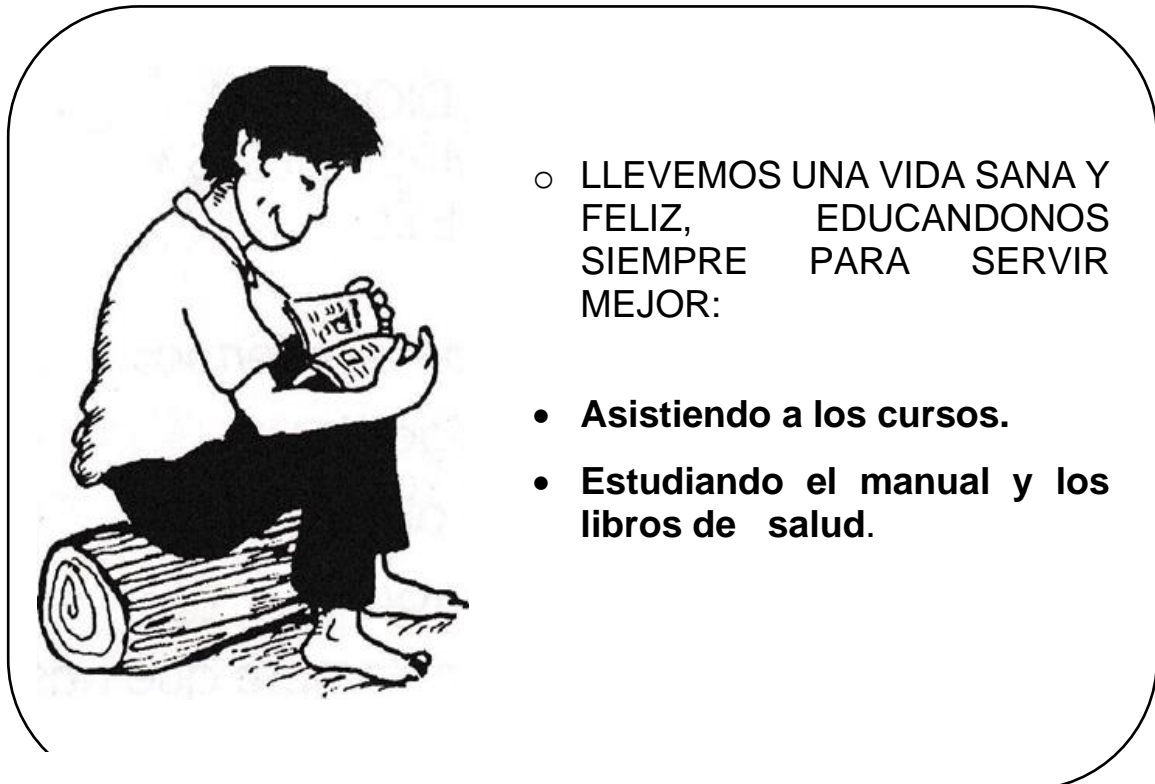 ○ LLEVEMOS UNA VIDA SANA Y
FELIZ, EDUCANDONOS
SIEMPRE PARA SERVIR
MEJOR:
• Asistiendo a los cursos.
• Estudiando el manual y los
libros de salud.